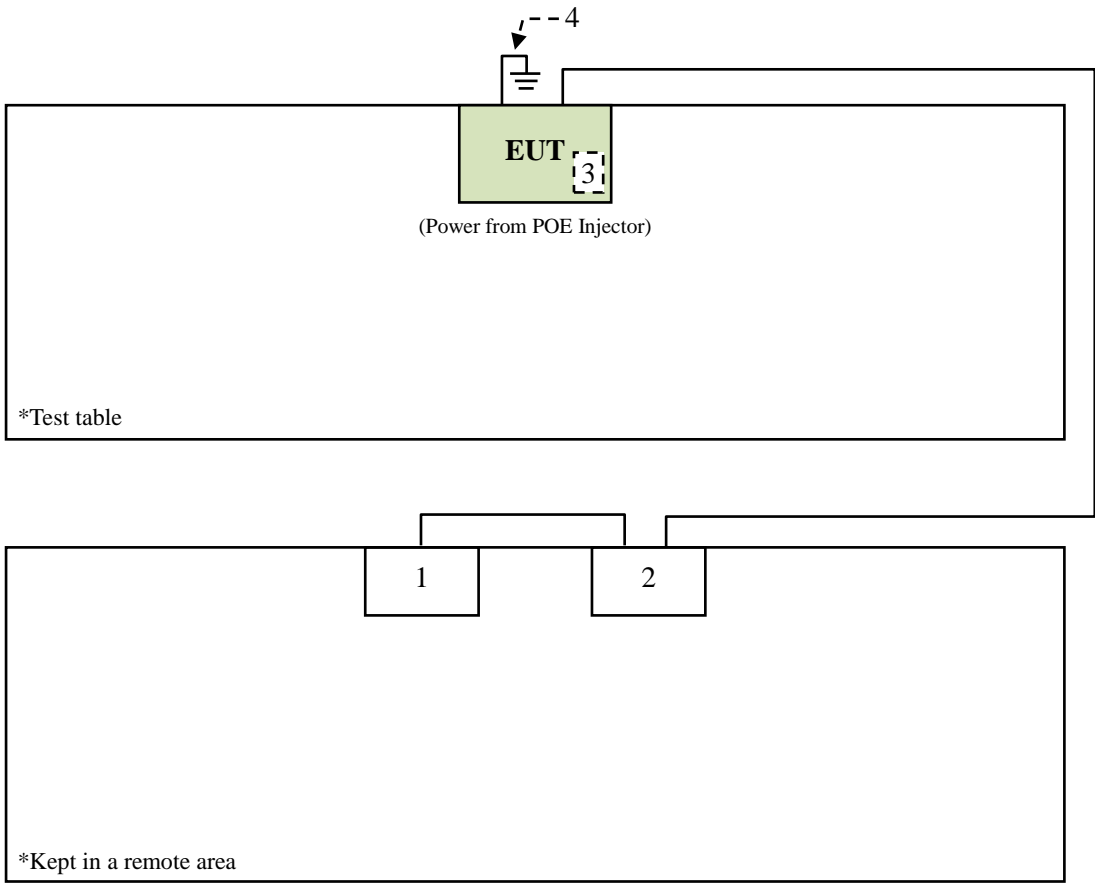 4
EUT
3
(Power from POE Injector)
*Test table
1
2
*Kept in a remote area